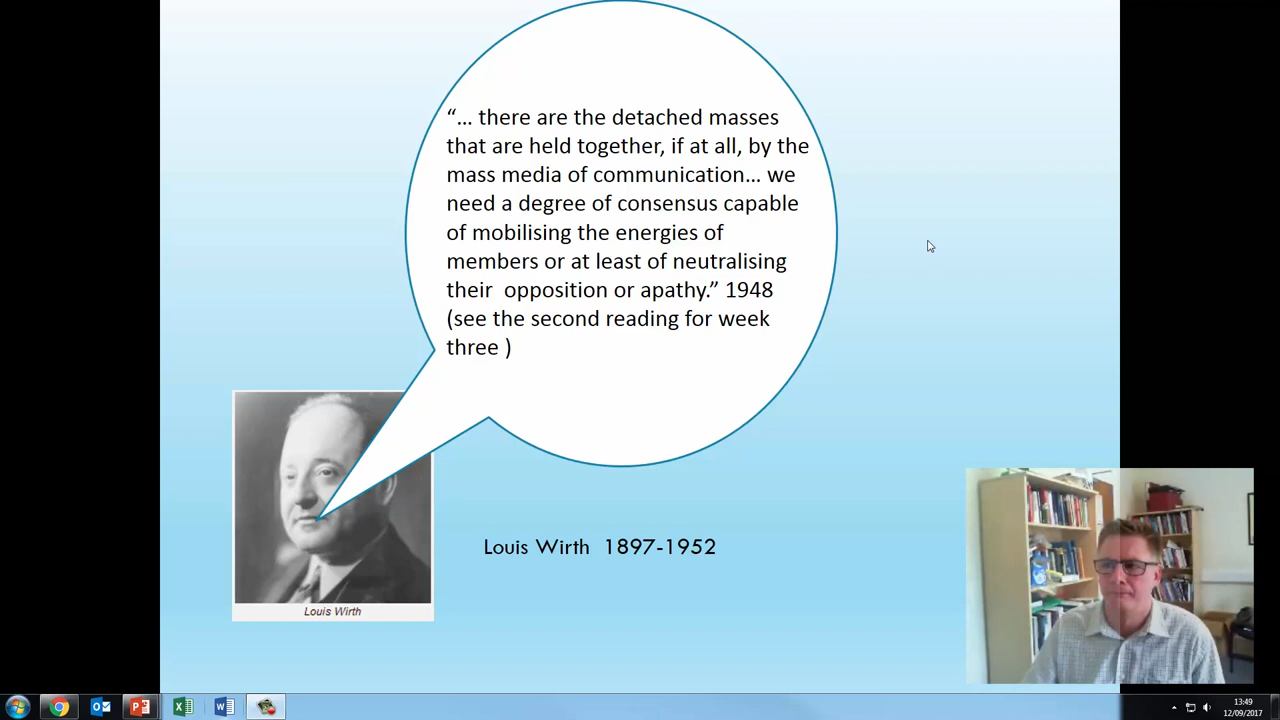 “... there are the detached masses
that are held together, if at all, by the
mass media of communication... we
need a degree of consensus capable
of mobilising the energies of
members or at least of neutralising
their  opposition or apathy.” 1948
(see the second reading for week
three )
Louis Wirth
Louis Wirth  1897-1952
13:49
12/09/2017